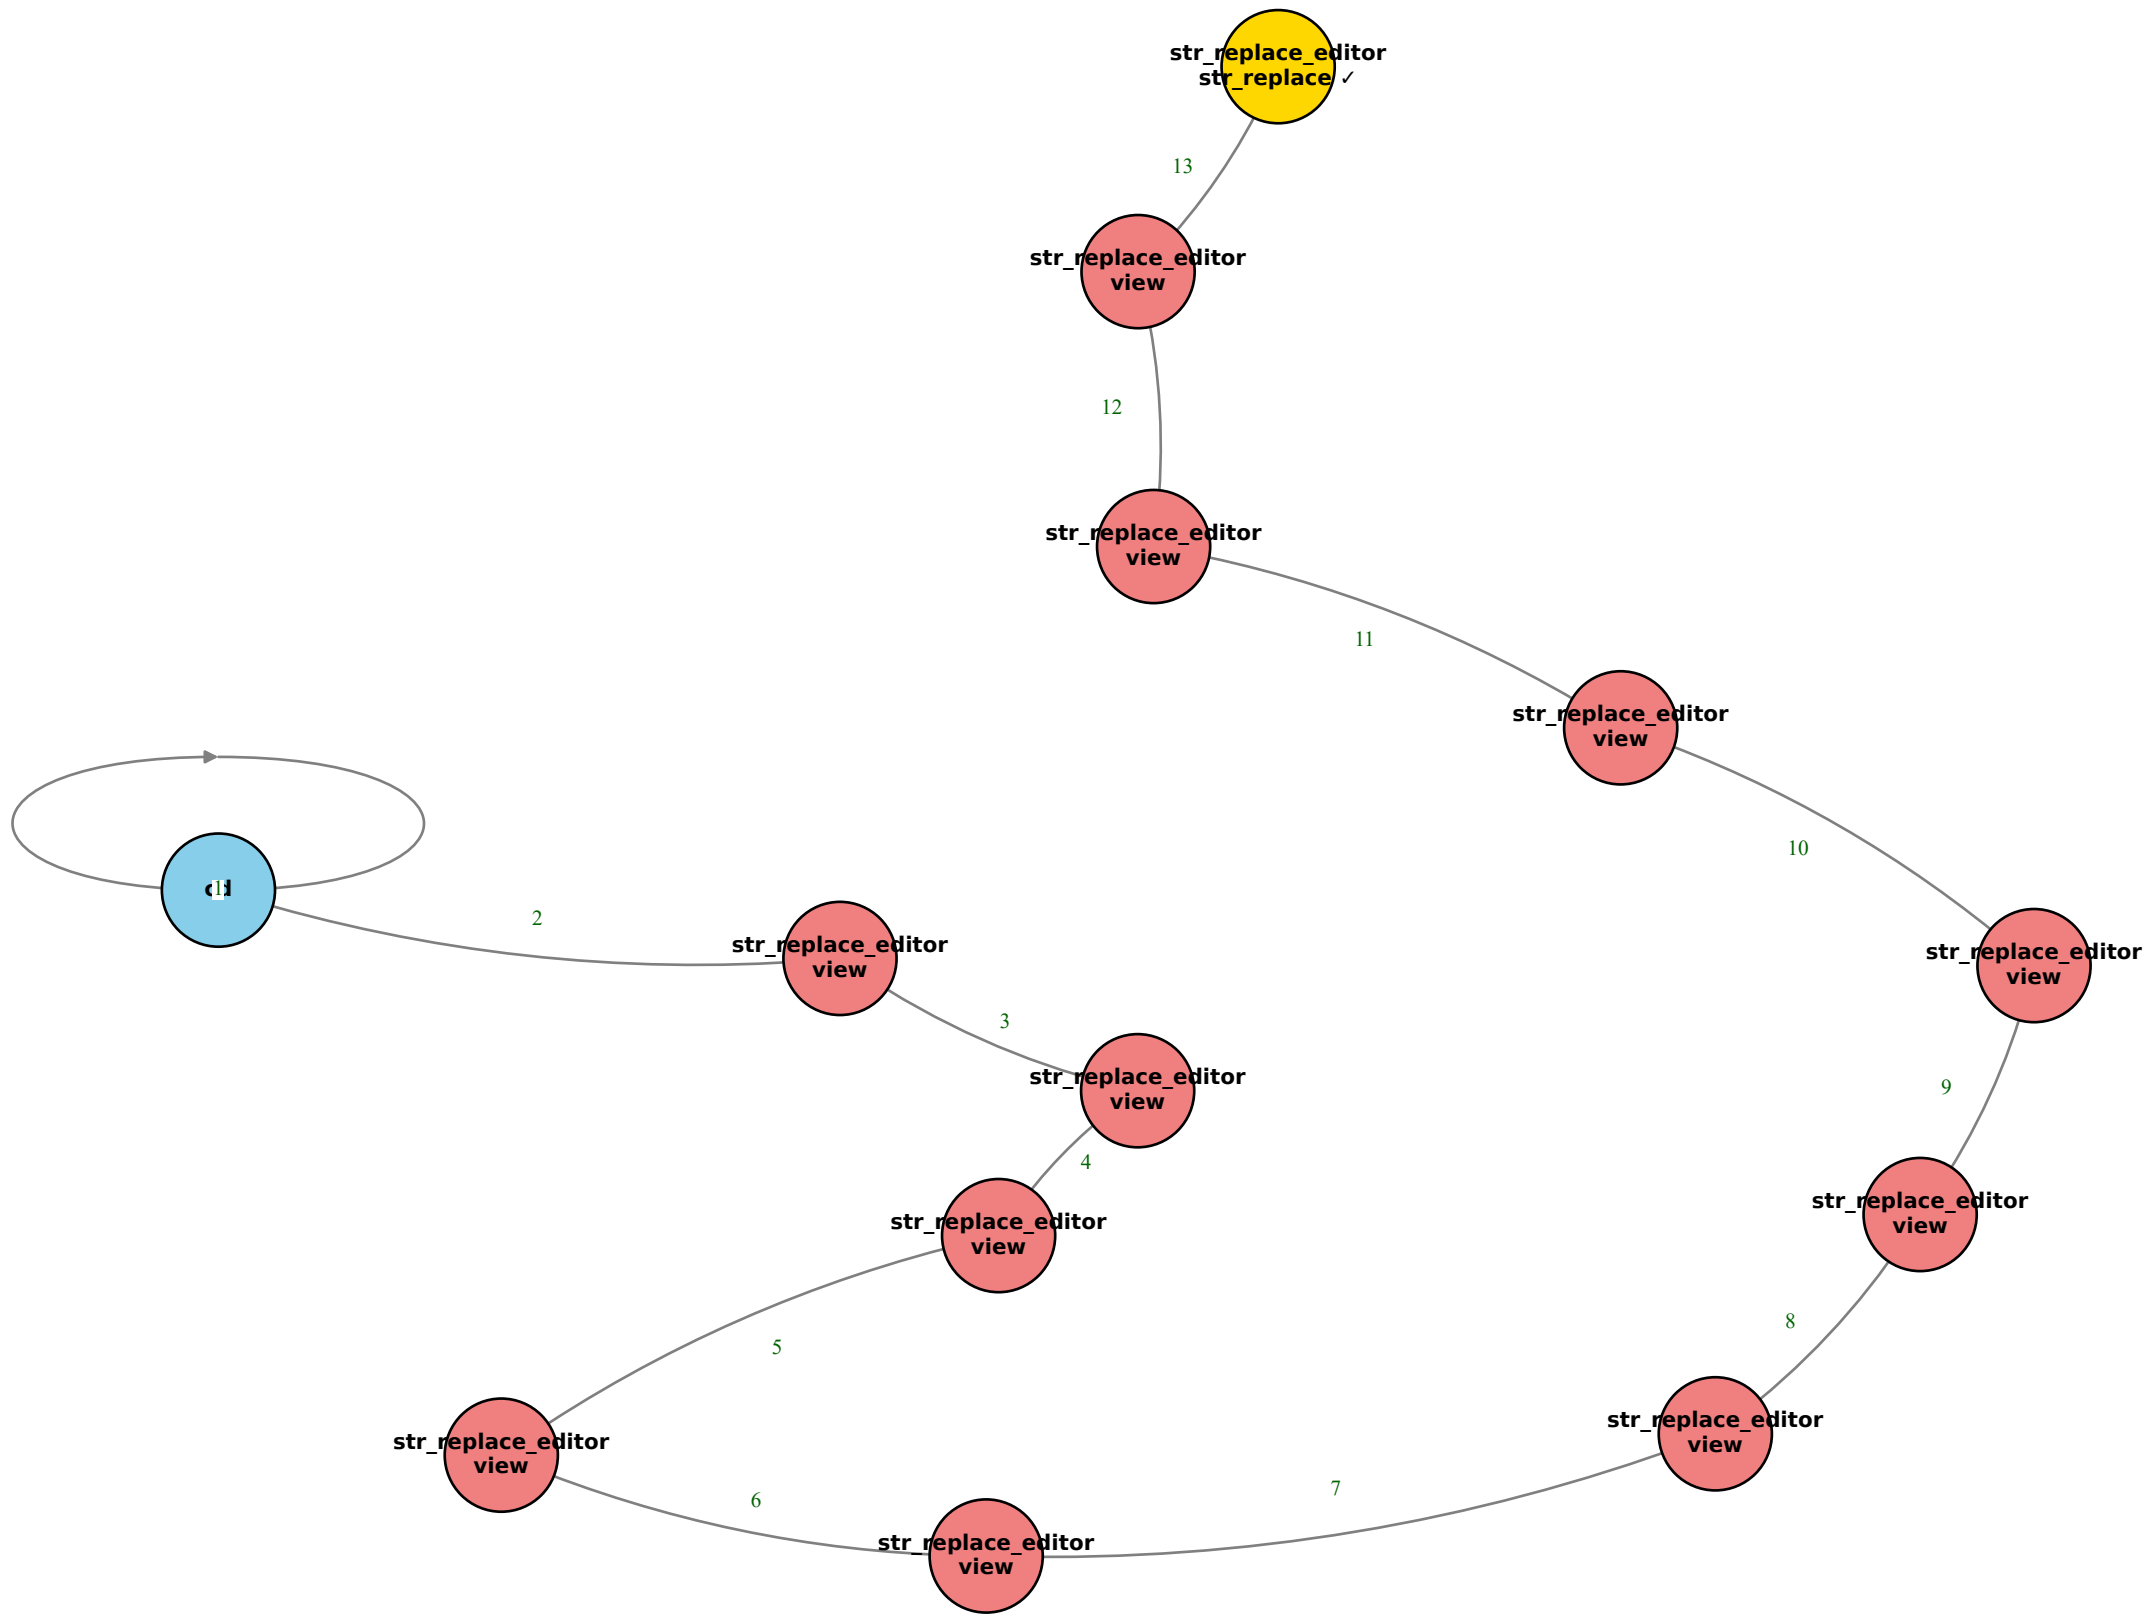 str_replace_editor
str_replace ✓
13
str_replace_editor
view
12
str_replace_editor
view
11
str_replace_editor
view
10
cd
1
2
str_replace_editor
view
str_replace_editor
view
3
str_replace_editor
view
9
4
str_replace_editor
view
str_replace_editor
view
8
5
str_replace_editor
view
str_replace_editor
view
6
7
str_replace_editor
view